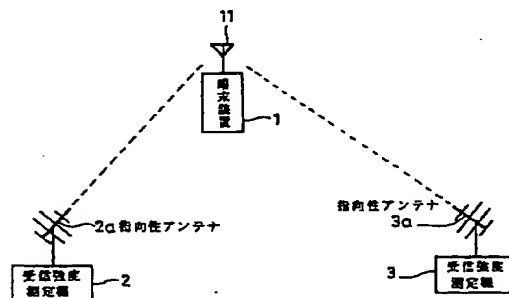 11
端末装置
1
2a 指向性アンテナ
指向性アンテナ
3a
受信強度
測定機
2
3
受信強度
測定機